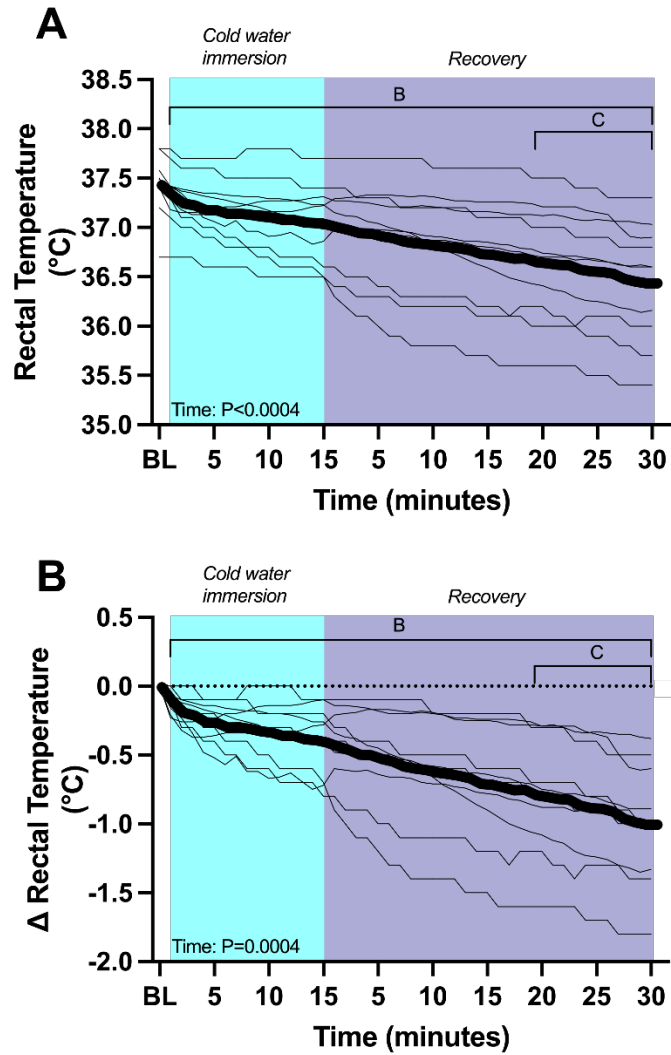 A
Cold water
immersion
Recovery
38.5
38.0
37.5
37.0
36.5
36.0
35.5
35.0
Rectal Temperature
(°C)
B
C
Time: P<0.0004
BL 5 10 15 5 10 15 20 25 30
Time (minutes)
B
Cold water
immersion
Recovery
0.5
0.0
-0.5
-1.0
-1.5
-2.0
Δ Rectal Temperature
(°C)
B
C
Time: P=0.0004
BL 5 10 15 5 10 15 20 25 30
Time (minutes)